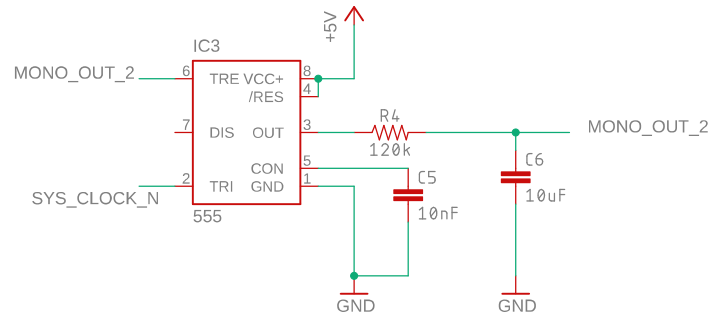 IC3
+5V
MONO_OUT_2
6
TRE
VCC+
8
/RES
4
7
DIS
OUT
3
R4
120k
MONO_OUT_2
CON
5
C5
10nF
C6
10uF
SYS_CLOCK_N
2
TRI
GND
1
555
GND
GND